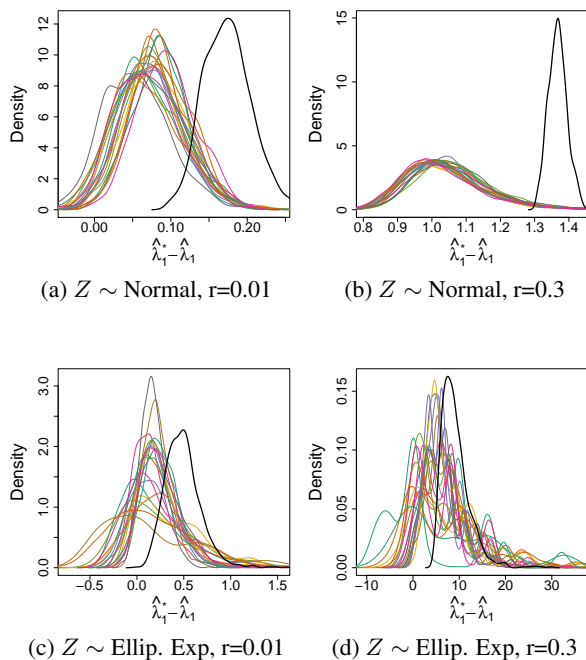 Density
0 2 4 6 8 10 12
0.00 0.10 0.20
λ̂₁*−λ̂₁
(a) Z ∼ Normal, r=0.01
Density
0 5 10 15
0.8 0.9 1.0 1.1 1.2 1.3 1.4
λ̂₁*−λ̂₁
(b) Z ∼ Normal, r=0.3
Density
0.0 1.0 2.0 3.0
−0.5 0.0 0.5 1.0 1.5
λ̂₁*−λ̂₁
(c) Z ∼ Ellip. Exp, r=0.01
Density
0.00 0.05 0.10 0.15
−10 0 10 20 30
λ̂₁*−λ̂₁
(d) Z ∼ Ellip. Exp, r=0.3